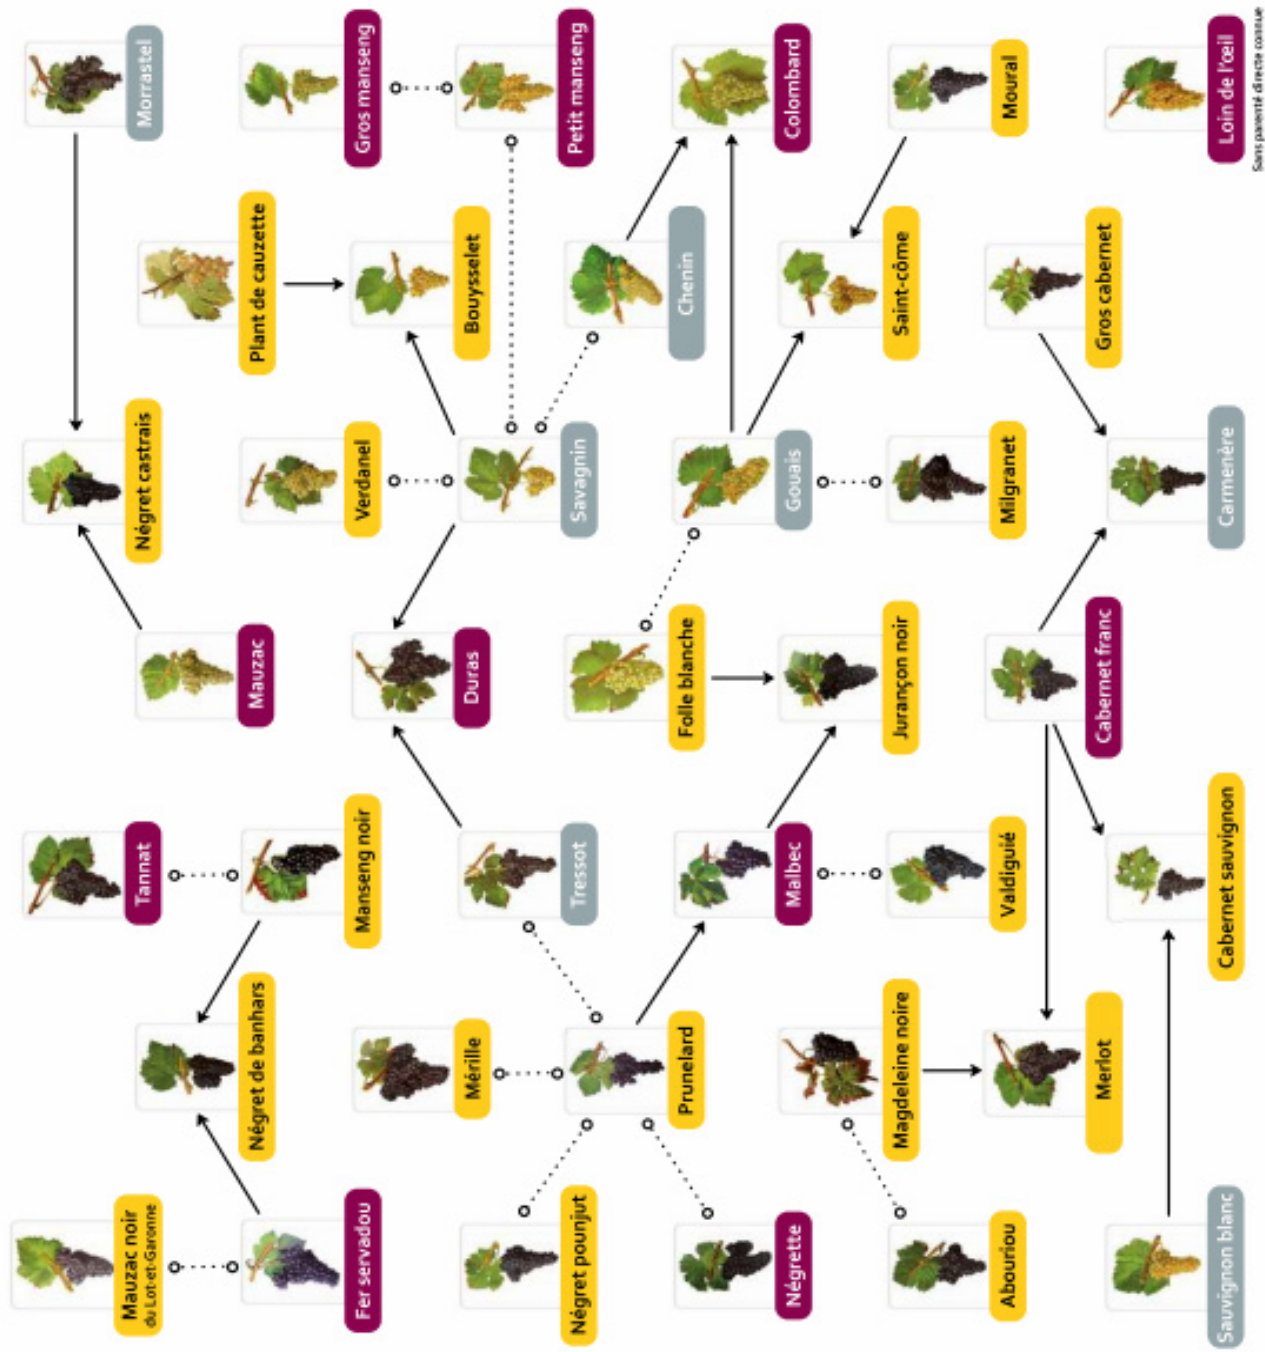 Mauzac noir
du Lot-et-Garonne
Tannat
Négret castrais
Morrastel
Négret de banhars
Mauzac
Plant de cauzette
Fer servadou
Manseng noir
Verdanel
Gros manseng
Mérille
Duras
Bouysselet
Négret pounjut
Tressot
Savagnin
Petit manseng
Prunelard
Folle blanche
Chenin
Négrette
Malbec
Gouais
Colombard
Magdeleine noire
Jurançon noir
Saint-côme
Abouriou
Valdiguié
Milgranet
Moural
Merlot
Cabernet franc
Gros cabernet
Sauvignon blanc
Cabernet sauvignon
Carmenère
Loin de l'œil
Sans parenté directe connue